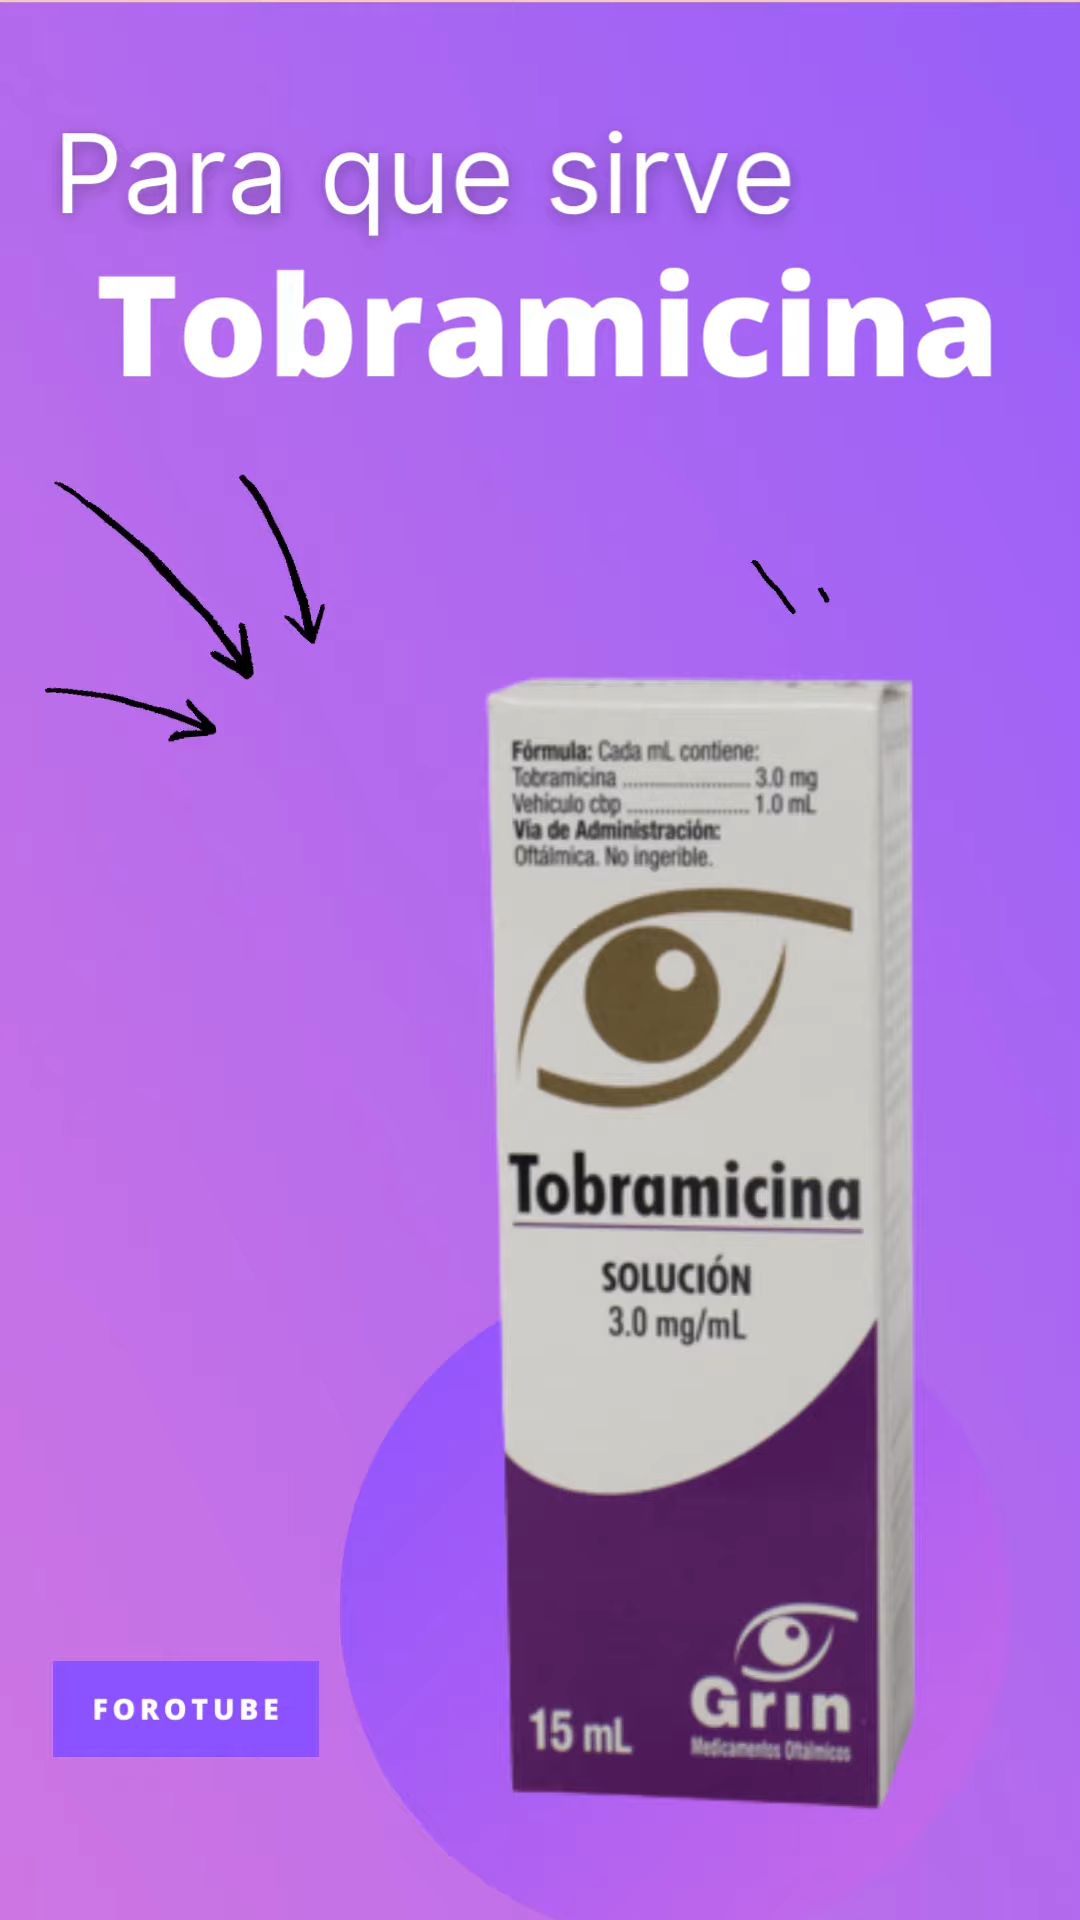 Para que sirve
Tobramicina
Fórmula: Cada mL contiene:
Tobramicina ........................ 3.0 mg
Vehículo cbp ........................ 1.0 mL
Vía de Administración:
Oftálmica. No ingerible.
Tobramicina
SOLUCIÓN
3.0 mg/mL
FOROTUBE
15 mL
Grin
Medicamentos Oftálmicos